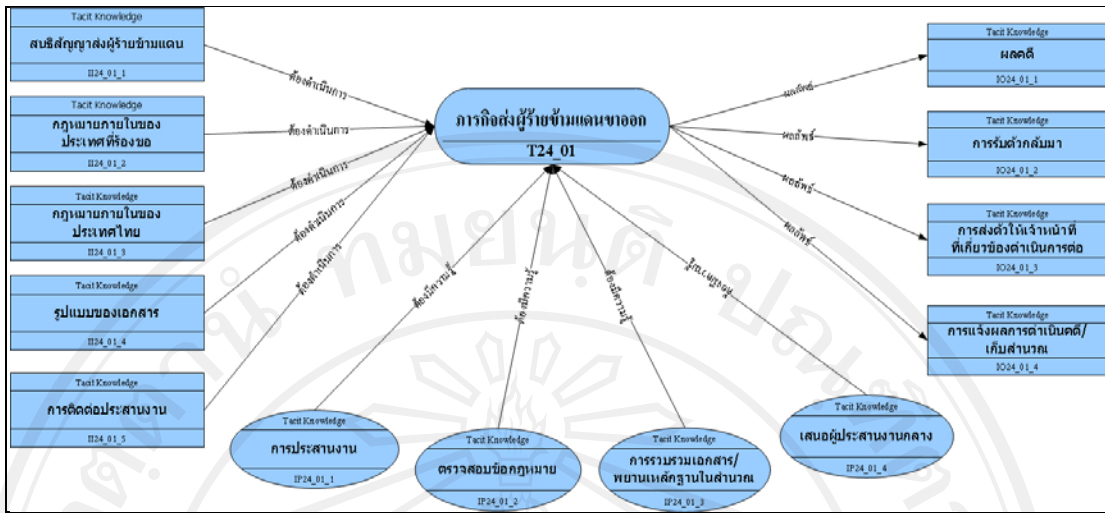 Tacit Knowledge
สนธิสัญญาส่งผู้ร้ายข้ามแดน
II24_01_1
Tacit Knowledge
กฎหมายภายในของ
ประเทศที่ร้องขอ
II24_01_2
Tacit Knowledge
กฎหมายภายในของ
ประเทศไทย
II24_01_3
Tacit Knowledge
รูปแบบของเอกสาร
II24_01_4
Tacit Knowledge
การติดต่อประสานงาน
II24_01_5
ต้องดำเนินการ
ต้องดำเนินการ
ต้องดำเนินการ
ต้องดำเนินการ
ต้องดำเนินการ
ภารกิจส่งผู้ร้ายข้ามแดนขาออก
T24_01
ต้องมีความรู้
ต้องมีความรู้
ต้องมีความรู้
ต้องมีความรู้
Tacit Knowledge
การประสานงาน
IP24_01_1
Tacit Knowledge
ตรวจสอบข้อกฎหมาย
IP24_01_2
Tacit Knowledge
การรวบรวมเอกสาร/
พยานหลักฐานในสำนวณ
IP24_01_3
Tacit Knowledge
เสนอผู้ประสานงานกลาง
IP24_01_4
ผลลัพธ์
ผลลัพธ์
ผลลัพธ์
ผลลัพธ์
Tacit Knowledge
ผลคดี
IO24_01_1
Tacit Knowledge
การรับตัวกลับมา
IO24_01_2
Tacit Knowledge
การส่งตัวให้เจ้าหน้าที่
ที่เกี่ยวข้องดำเนินการต่อ
IO24_01_3
Tacit Knowledge
การแจ้งผลการดำเนินคดี/
เก็บสำนวณ
IO24_01_4